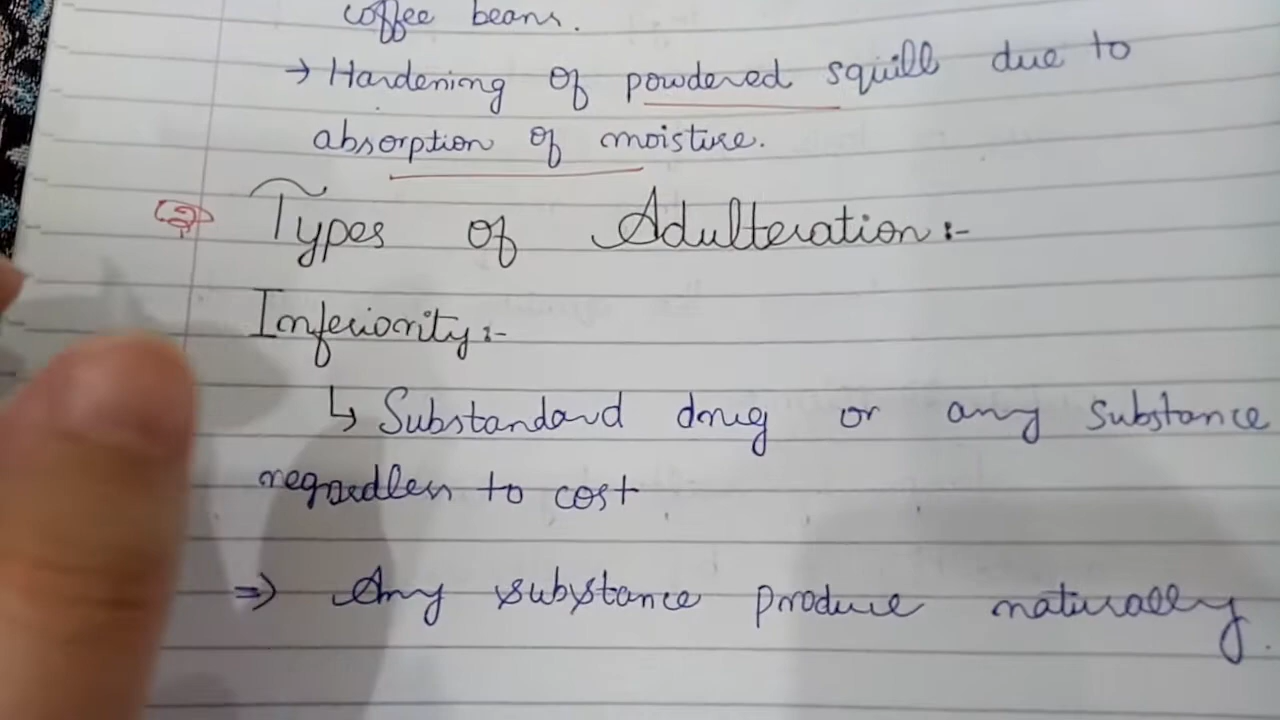 coffee beans.
→ Hardening of powdered squill due to
absorption of moisture.
Types of Adulteration :-
Inferiority :-
↳ Substandard drug or any substance
regardless to cost
⇒ Any substance produce naturally.